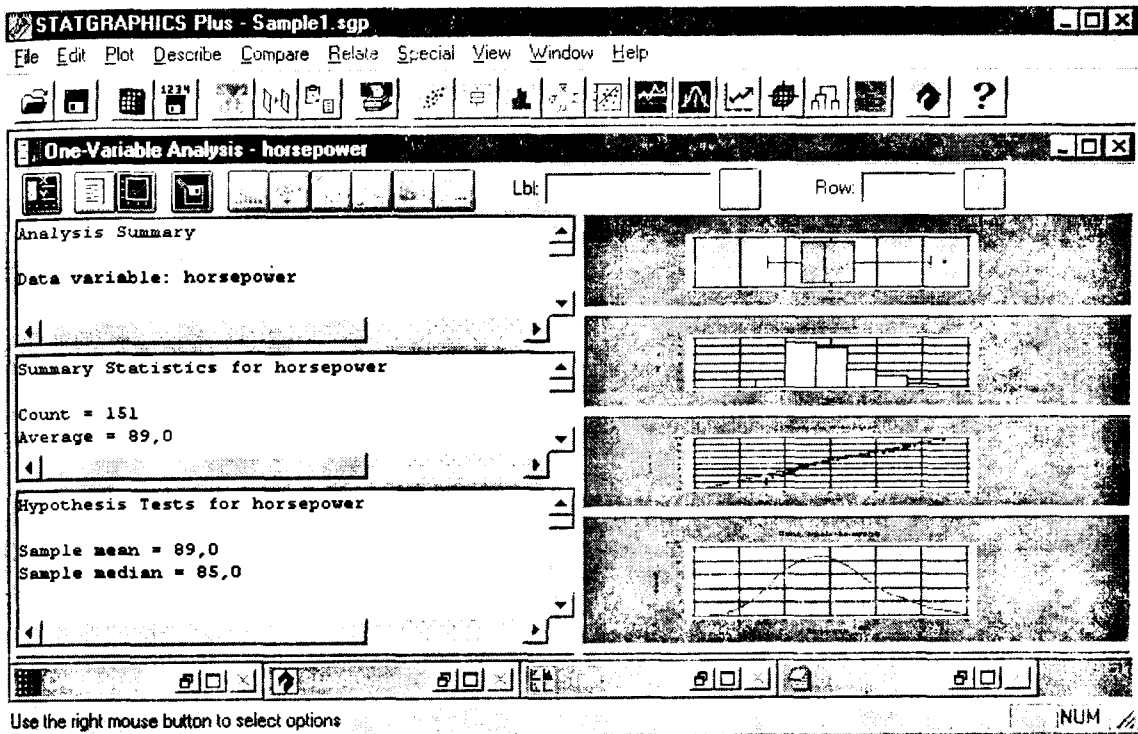 STATGRAPHICS Plus - Sample1.sgp
File Edit Plot Describe Compare Relate Special View Window Help
1234
?
One-Variable Analysis - horsepower
Lbl: Row:
Analysis Summary
Data variable: horsepower
Summary Statistics for horsepower
Count = 151
Average = 89,0
Hypothesis Tests for horsepower
Sample mean = 89,0
Sample median = 85,0
Use the right mouse button to select options
NUM